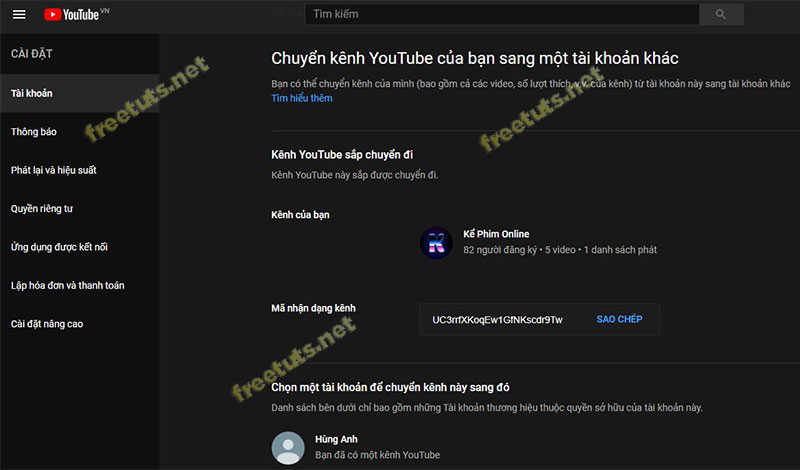 YouTube VN
Tìm kiếm
CÀI ĐẶT
Tài khoản
Thông báo
Phát lại và hiệu suất
Quyền riêng tư
Ứng dụng được kết nối
Lập hóa đơn và thanh toán
Cài đặt nâng cao
Chuyển kênh YouTube của bạn sang một tài khoản khác
Bạn có thể chuyển kênh của mình (bao gồm cả các video, số lượt thích, v.v. của kênh) từ tài khoản này sang tài khoản khác
Tìm hiểu thêm
Kênh YouTube sắp chuyển đi
Kênh YouTube này sắp được chuyển đi.
Kênh của bạn
Kể Phim Online
82 người đăng ký • 5 video • 1 danh sách phát
Mã nhận dạng kênh
UC3rrfXKoqEw1GfNKscdr9Tw
SAO CHÉP
Chọn một tài khoản để chuyển kênh này sang đó
Danh sách bên dưới chỉ bao gồm những Tài khoản thương hiệu thuộc quyền sở hữu của tài khoản này.
Hùng Anh
Bạn đã có một kênh YouTube
freetuts.net
freetuts.net
freetuts.net